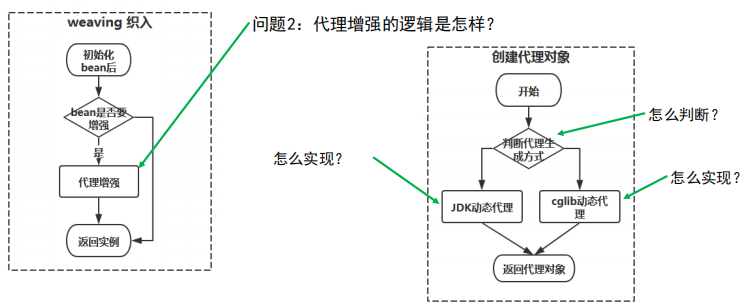 weaving 织入
初始化
bean后
bean是否要
增强
是
代理增强
返回实例
问题2：代理增强的逻辑是怎样？
创建代理对象
开始
判断代理生
成方式
怎么判断？
怎么实现？
JDK动态代理
cglib动态代
理
怎么实现？
返回代理对象